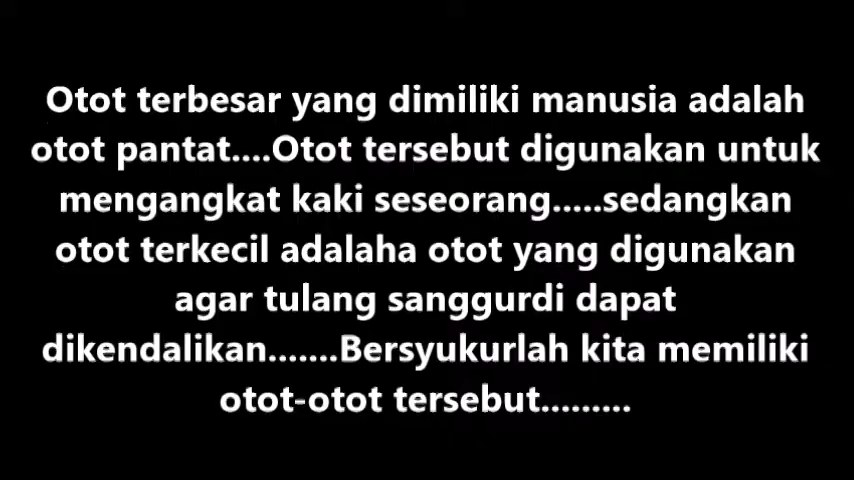 Otot terbesar yang dimiliki manusia adalah
otot pantat....Otot tersebut digunakan untuk
mengangkat kaki seseorang.....sedangkan
otot terkecil adalaha otot yang digunakan
agar tulang sanggurdi dapat
dikendalikan.......Bersyukurlah kita memiliki
otot-otot tersebut.........